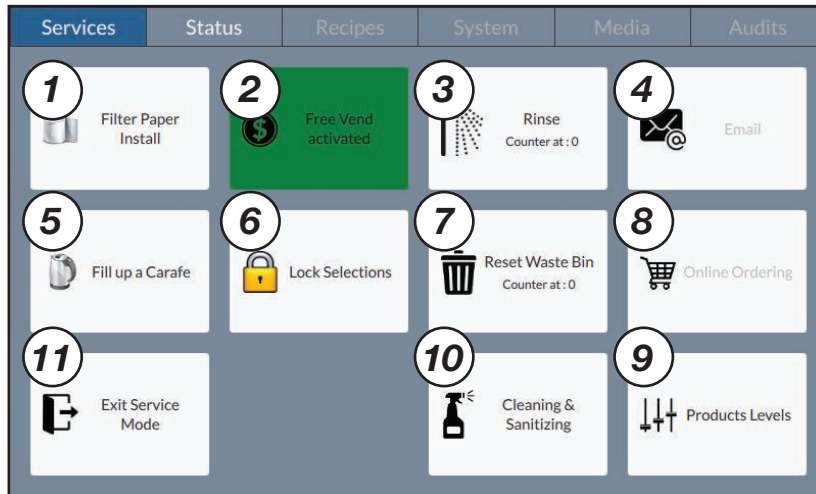 Services Status Recipes System Media Audits
1 2 3 4
Filter Paper
Install
Free Vend
activated
Rinse
Counter at : 0
Email
5 6 7 8
Fill up a Carafe
Lock Selections
Reset Waste Bin
Counter at : 0
Online Ordering
11 10 9
Exit Service
Mode
Cleaning &
Sanitizing
Products Levels